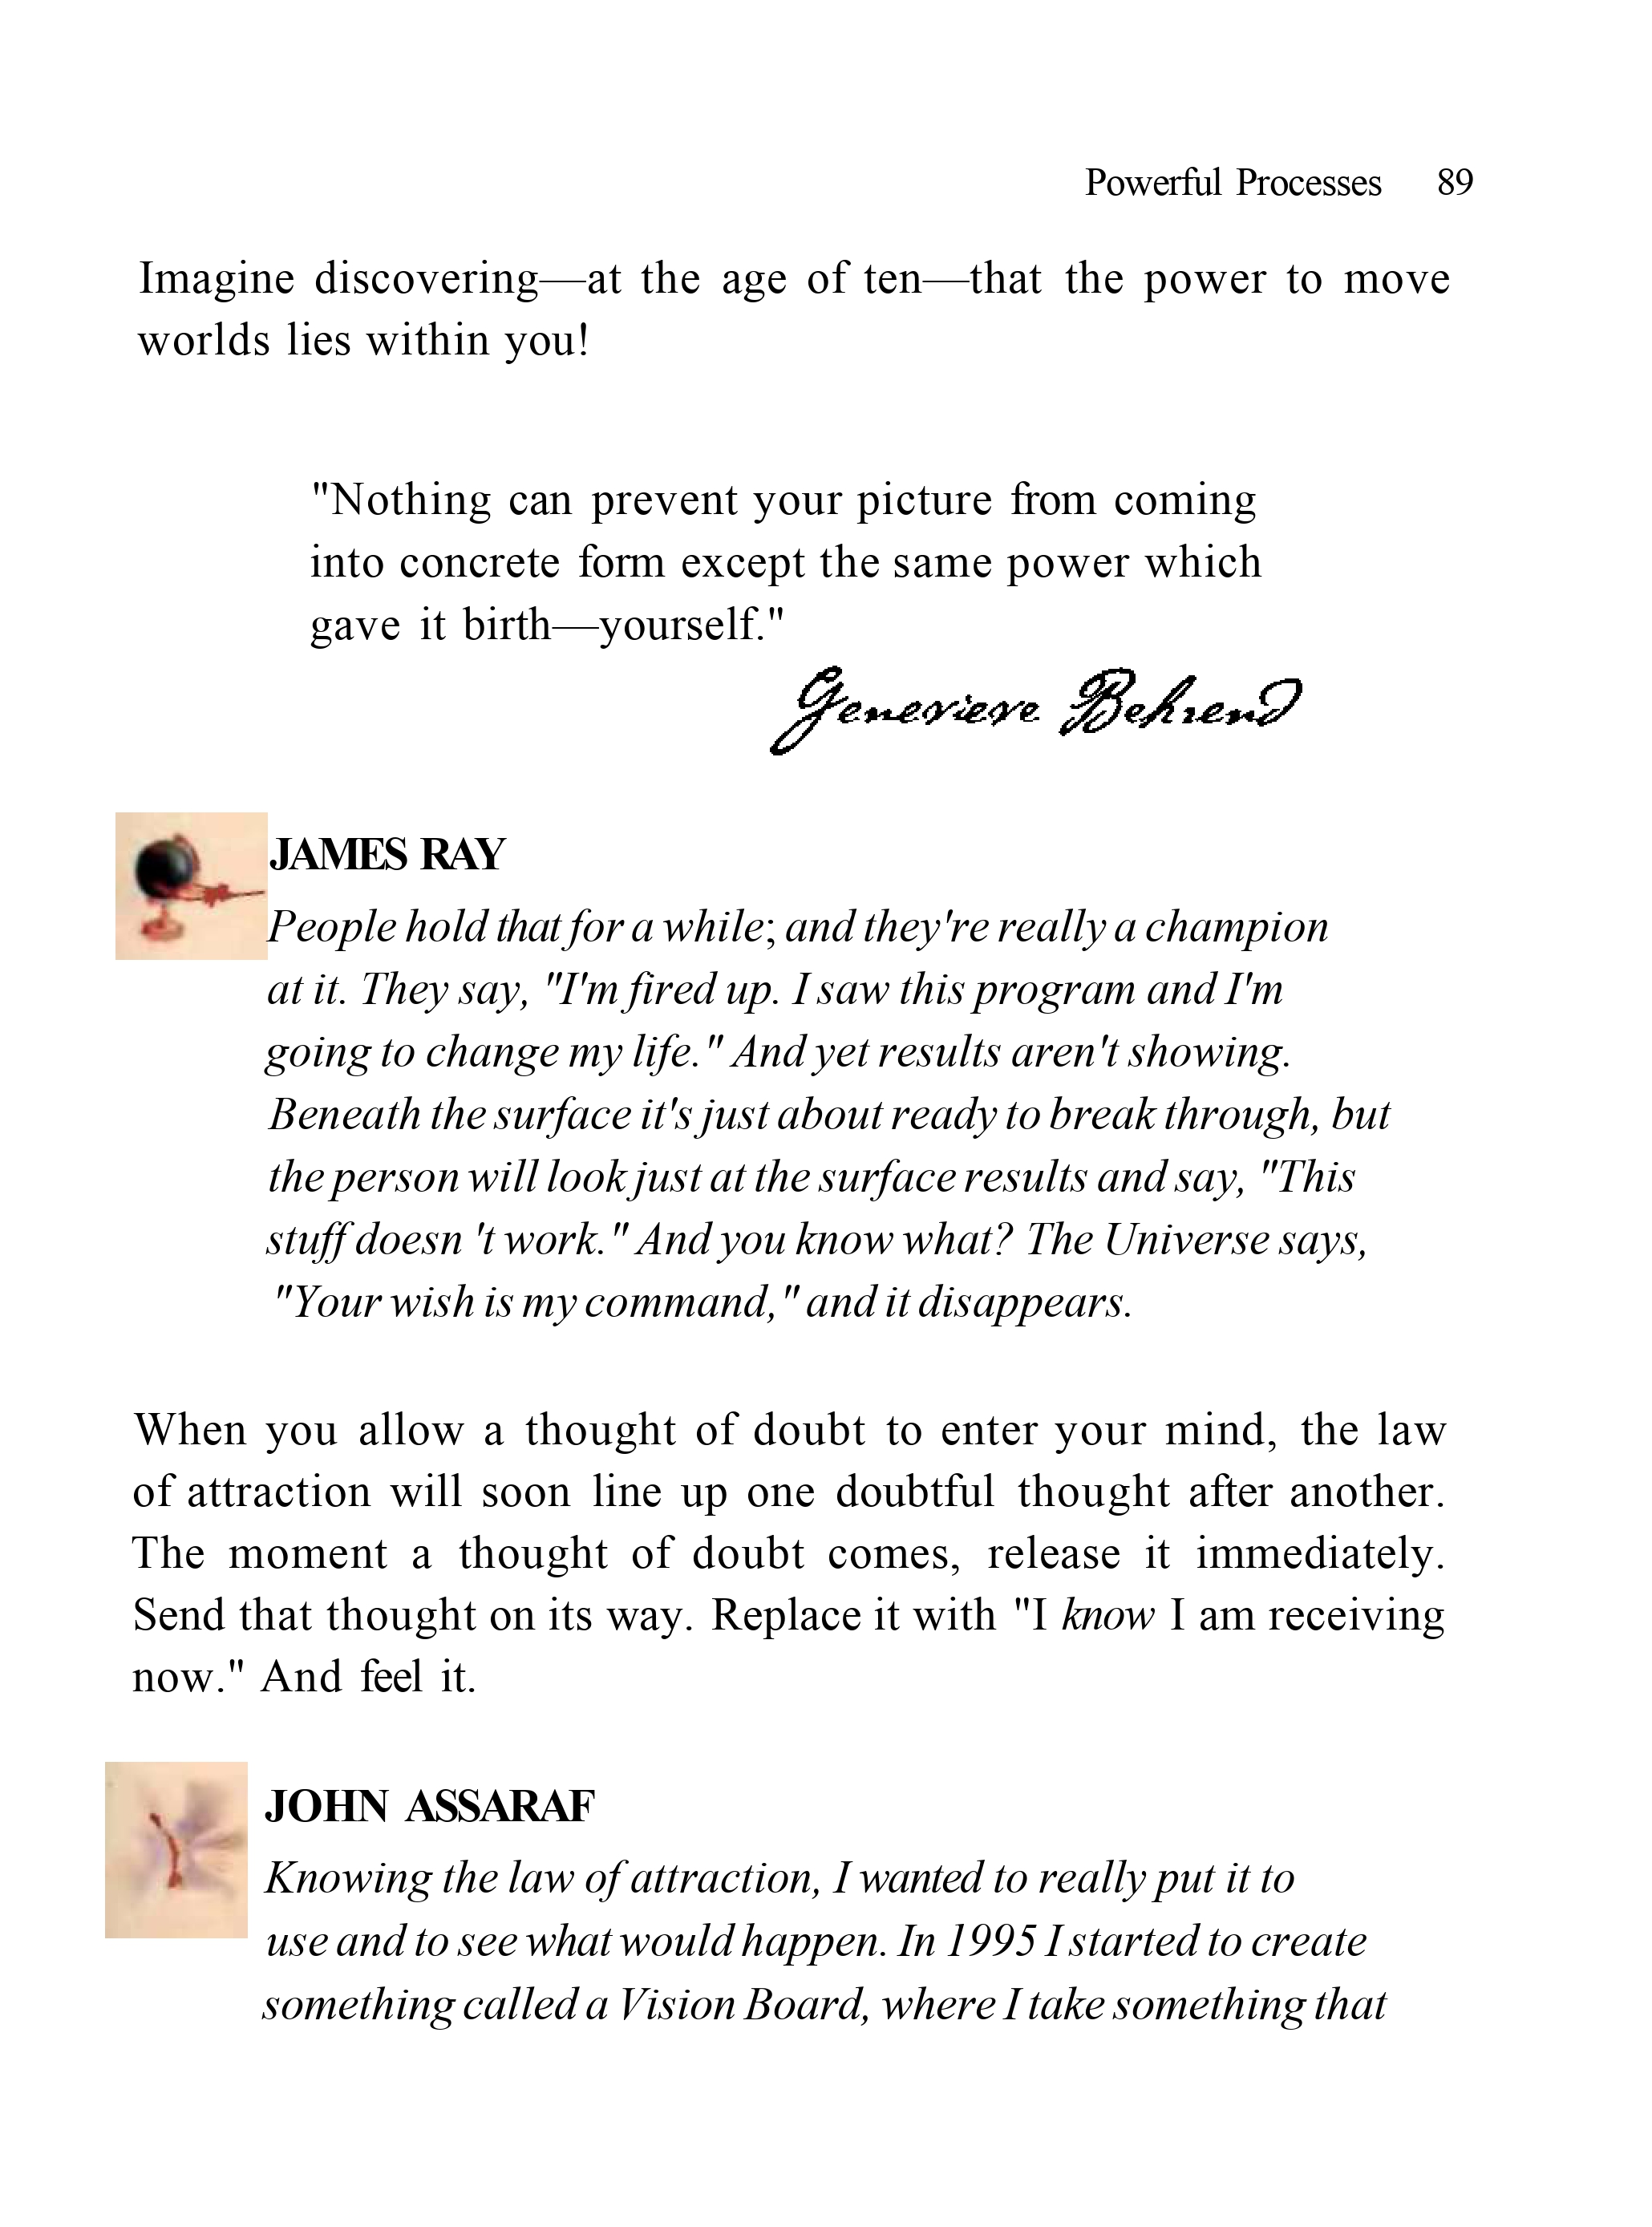 Powerful Processes 89
Imagine discovering—at the age of ten—that the power to move
worlds lies within you!
"Nothing can prevent your picture from coming
into concrete form except the same power which
gave it birth—yourself."
Genevieve Behrend
JAMES RAY
People hold that for a while; and they're really a champion
at it. They say, "I'm fired up. I saw this program and I'm
going to change my life." And yet results aren't showing.
Beneath the surface it's just about ready to break through, but
the person will look just at the surface results and say, "This
stuff doesn 't work." And you know what? The Universe says,
"Your wish is my command," and it disappears.
When you allow a thought of doubt to enter your mind, the law
of attraction will soon line up one doubtful thought after another.
The moment a thought of doubt comes, release it immediately.
Send that thought on its way. Replace it with "I know I am receiving
now." And feel it.
JOHN ASSARAF
Knowing the law of attraction, I wanted to really put it to
use and to see what would happen. In 1995 I started to create
something called a Vision Board, where I take something that